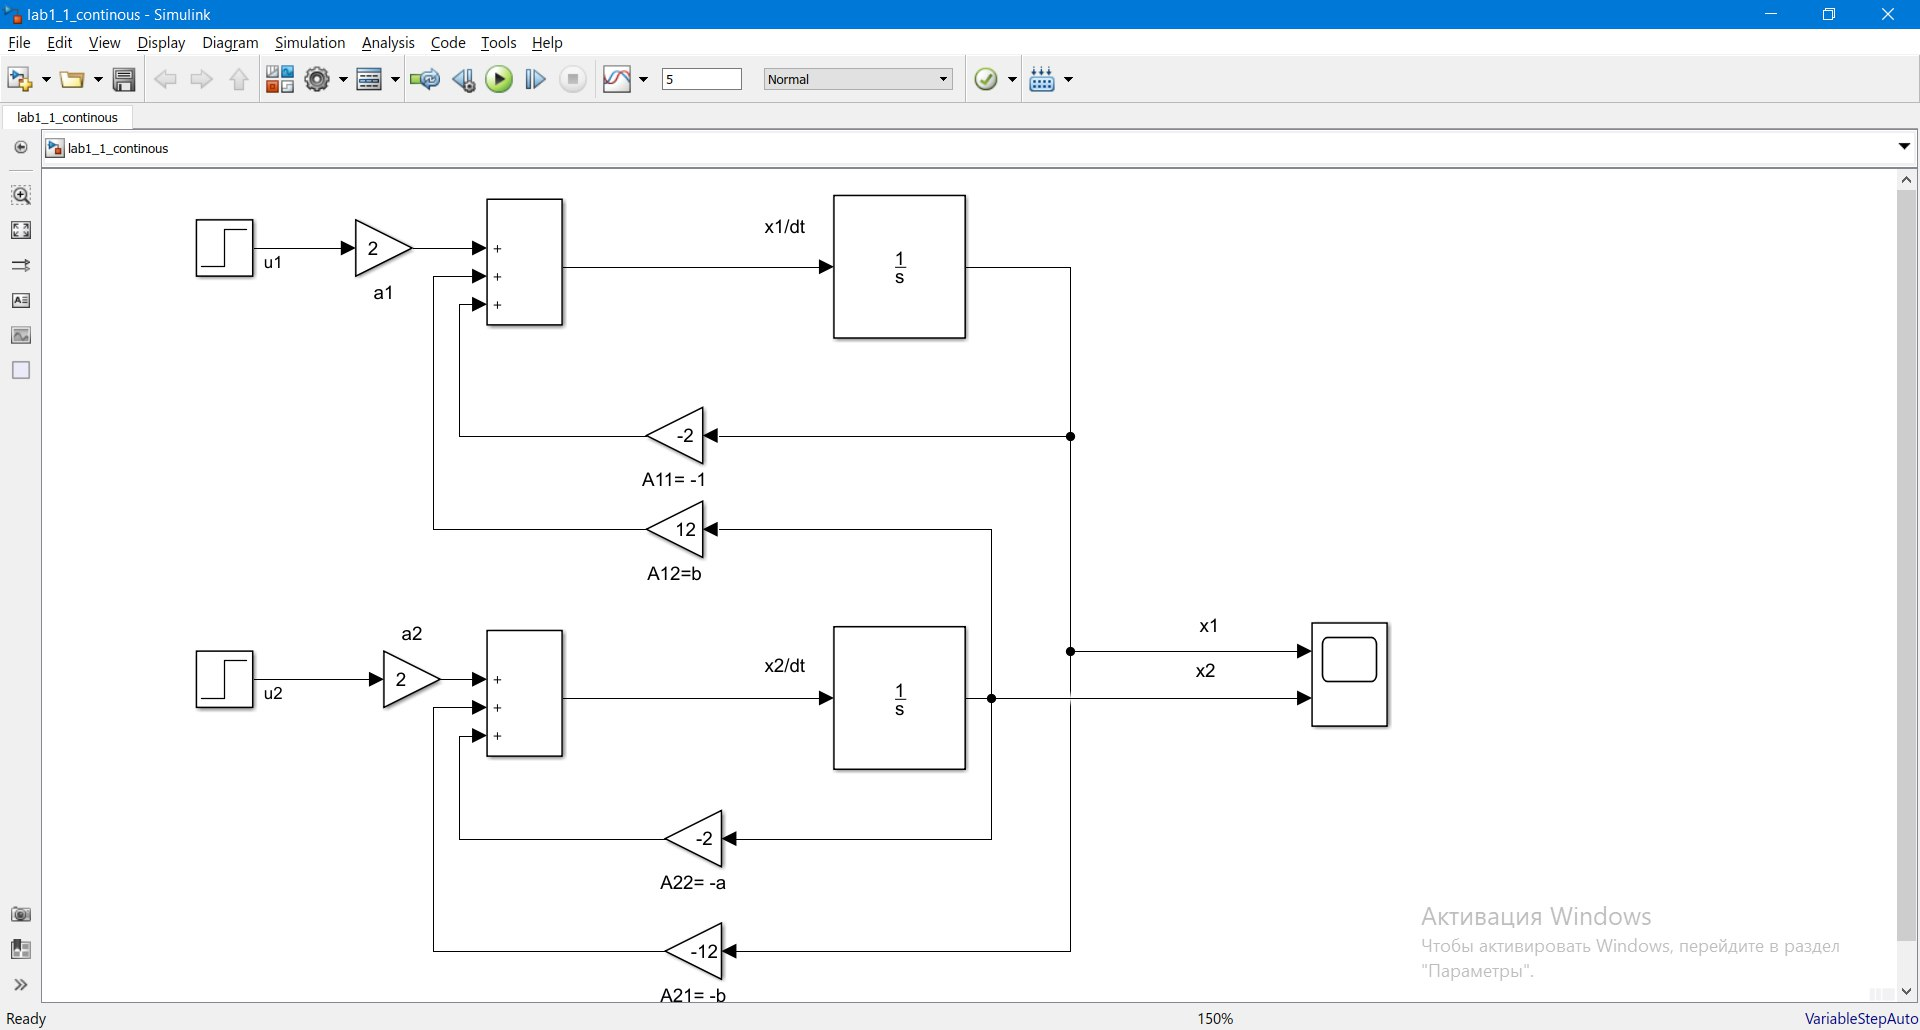 lab1_1_continous - Simulink
File Edit View Display Diagram Simulation Analysis Code Tools Help
5 Normal
lab1_1_continous
lab1_1_continous
x1/dt
u1
2
+
+
+
1
s
a1
-2
A11= -1
12
A12=b
a2
x1
x2/dt
x2
u2
2
+
+
+
1
s
-2
A22= -a
-12
A21= -b
Активация Windows
Чтобы активировать Windows, перейдите в раздел
"Параметры".
Ready 150% VariableStepAuto